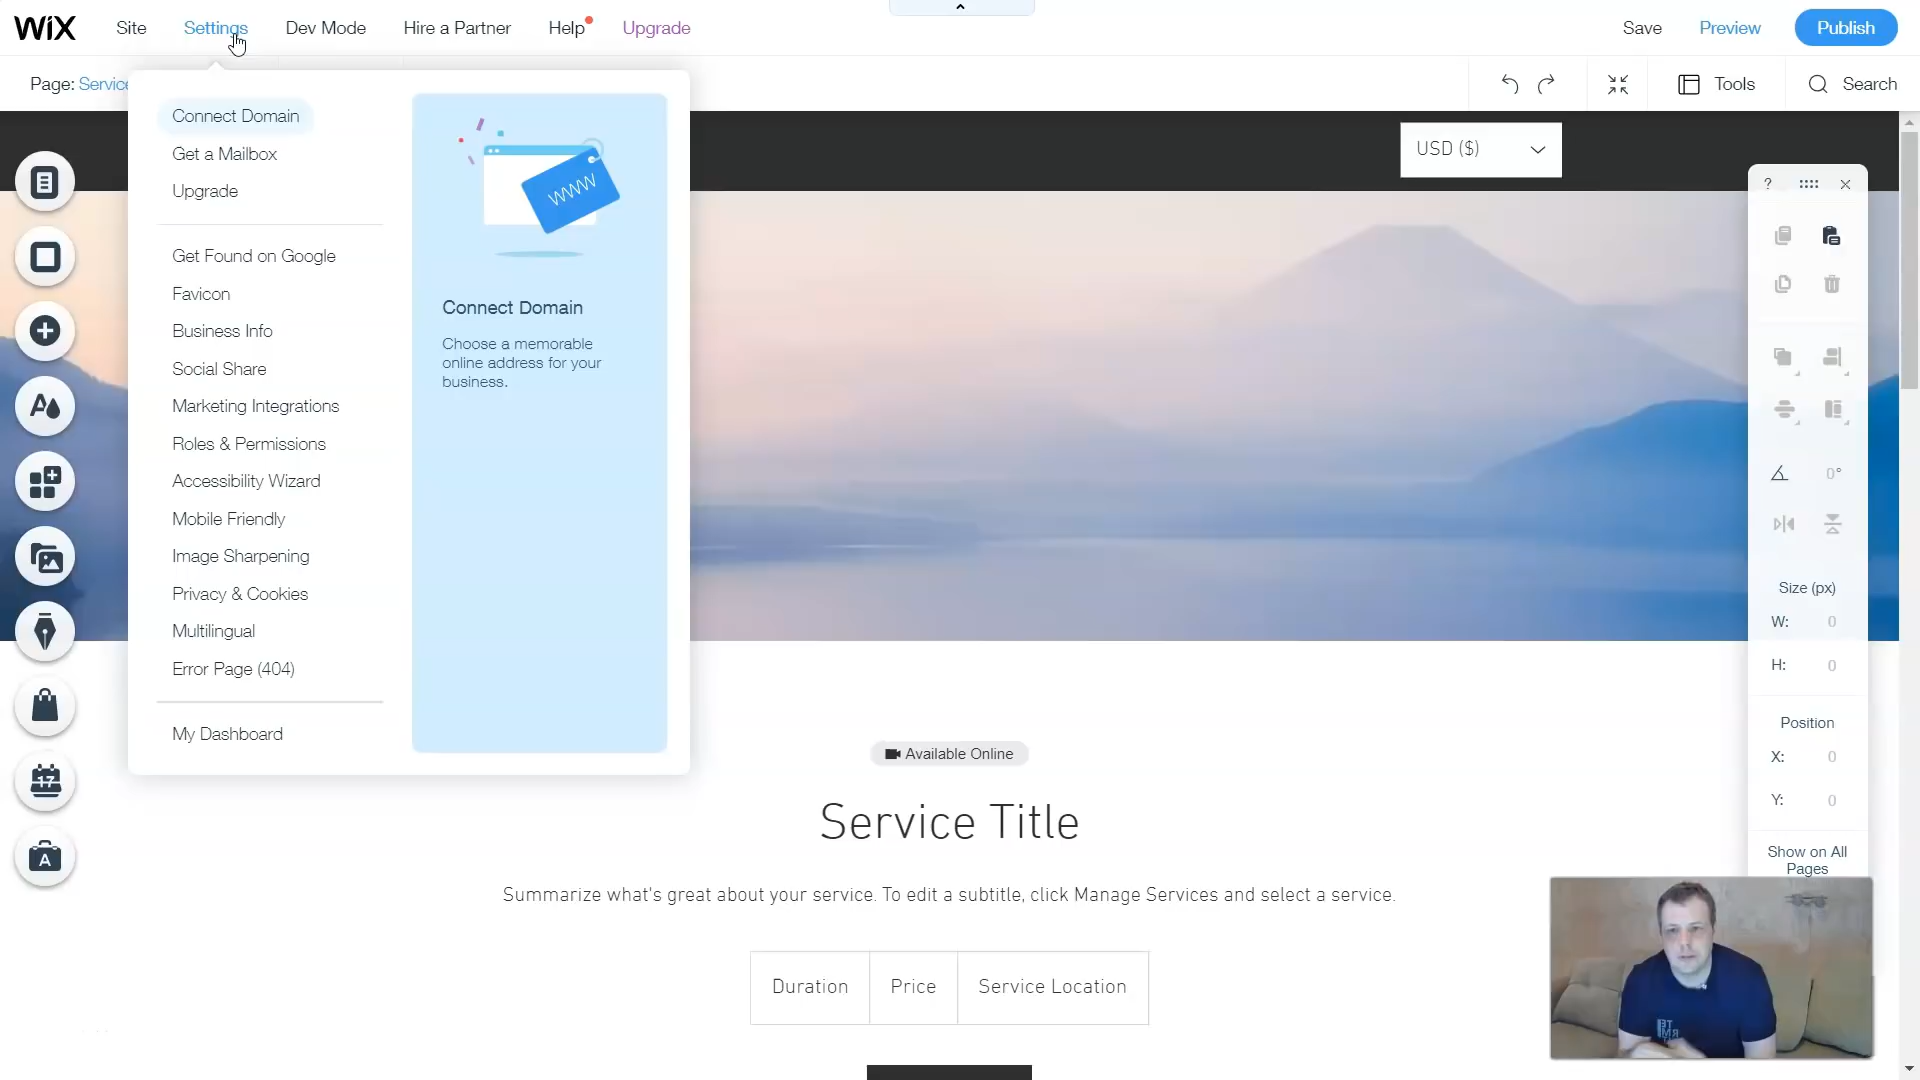 WiX
Site
Settings
Dev Mode
Hire a Partner
Help
Upgrade
Save
Preview
Publish
Page: Service
Tools
Search
Connect Domain
Get a Mailbox
Upgrade
Get Found on Google
Favicon
Business Info
Social Share
Marketing Integrations
Roles & Permissions
Accessibility Wizard
Mobile Friendly
Image Sharpening
Privacy & Cookies
Multilingual
Error Page (404)
My Dashboard
WWW
Connect Domain
Choose a memorable
online address for your
business.
USD ($)
?
0°
Size (px)
W: 0
H: 0
Position
X: 0
Y: 0
Show on All
Pages
17
A
Available Online
Service Title
Summarize what's great about your service. To edit a subtitle, click Manage Services and select a service.
Duration
Price
Service Location